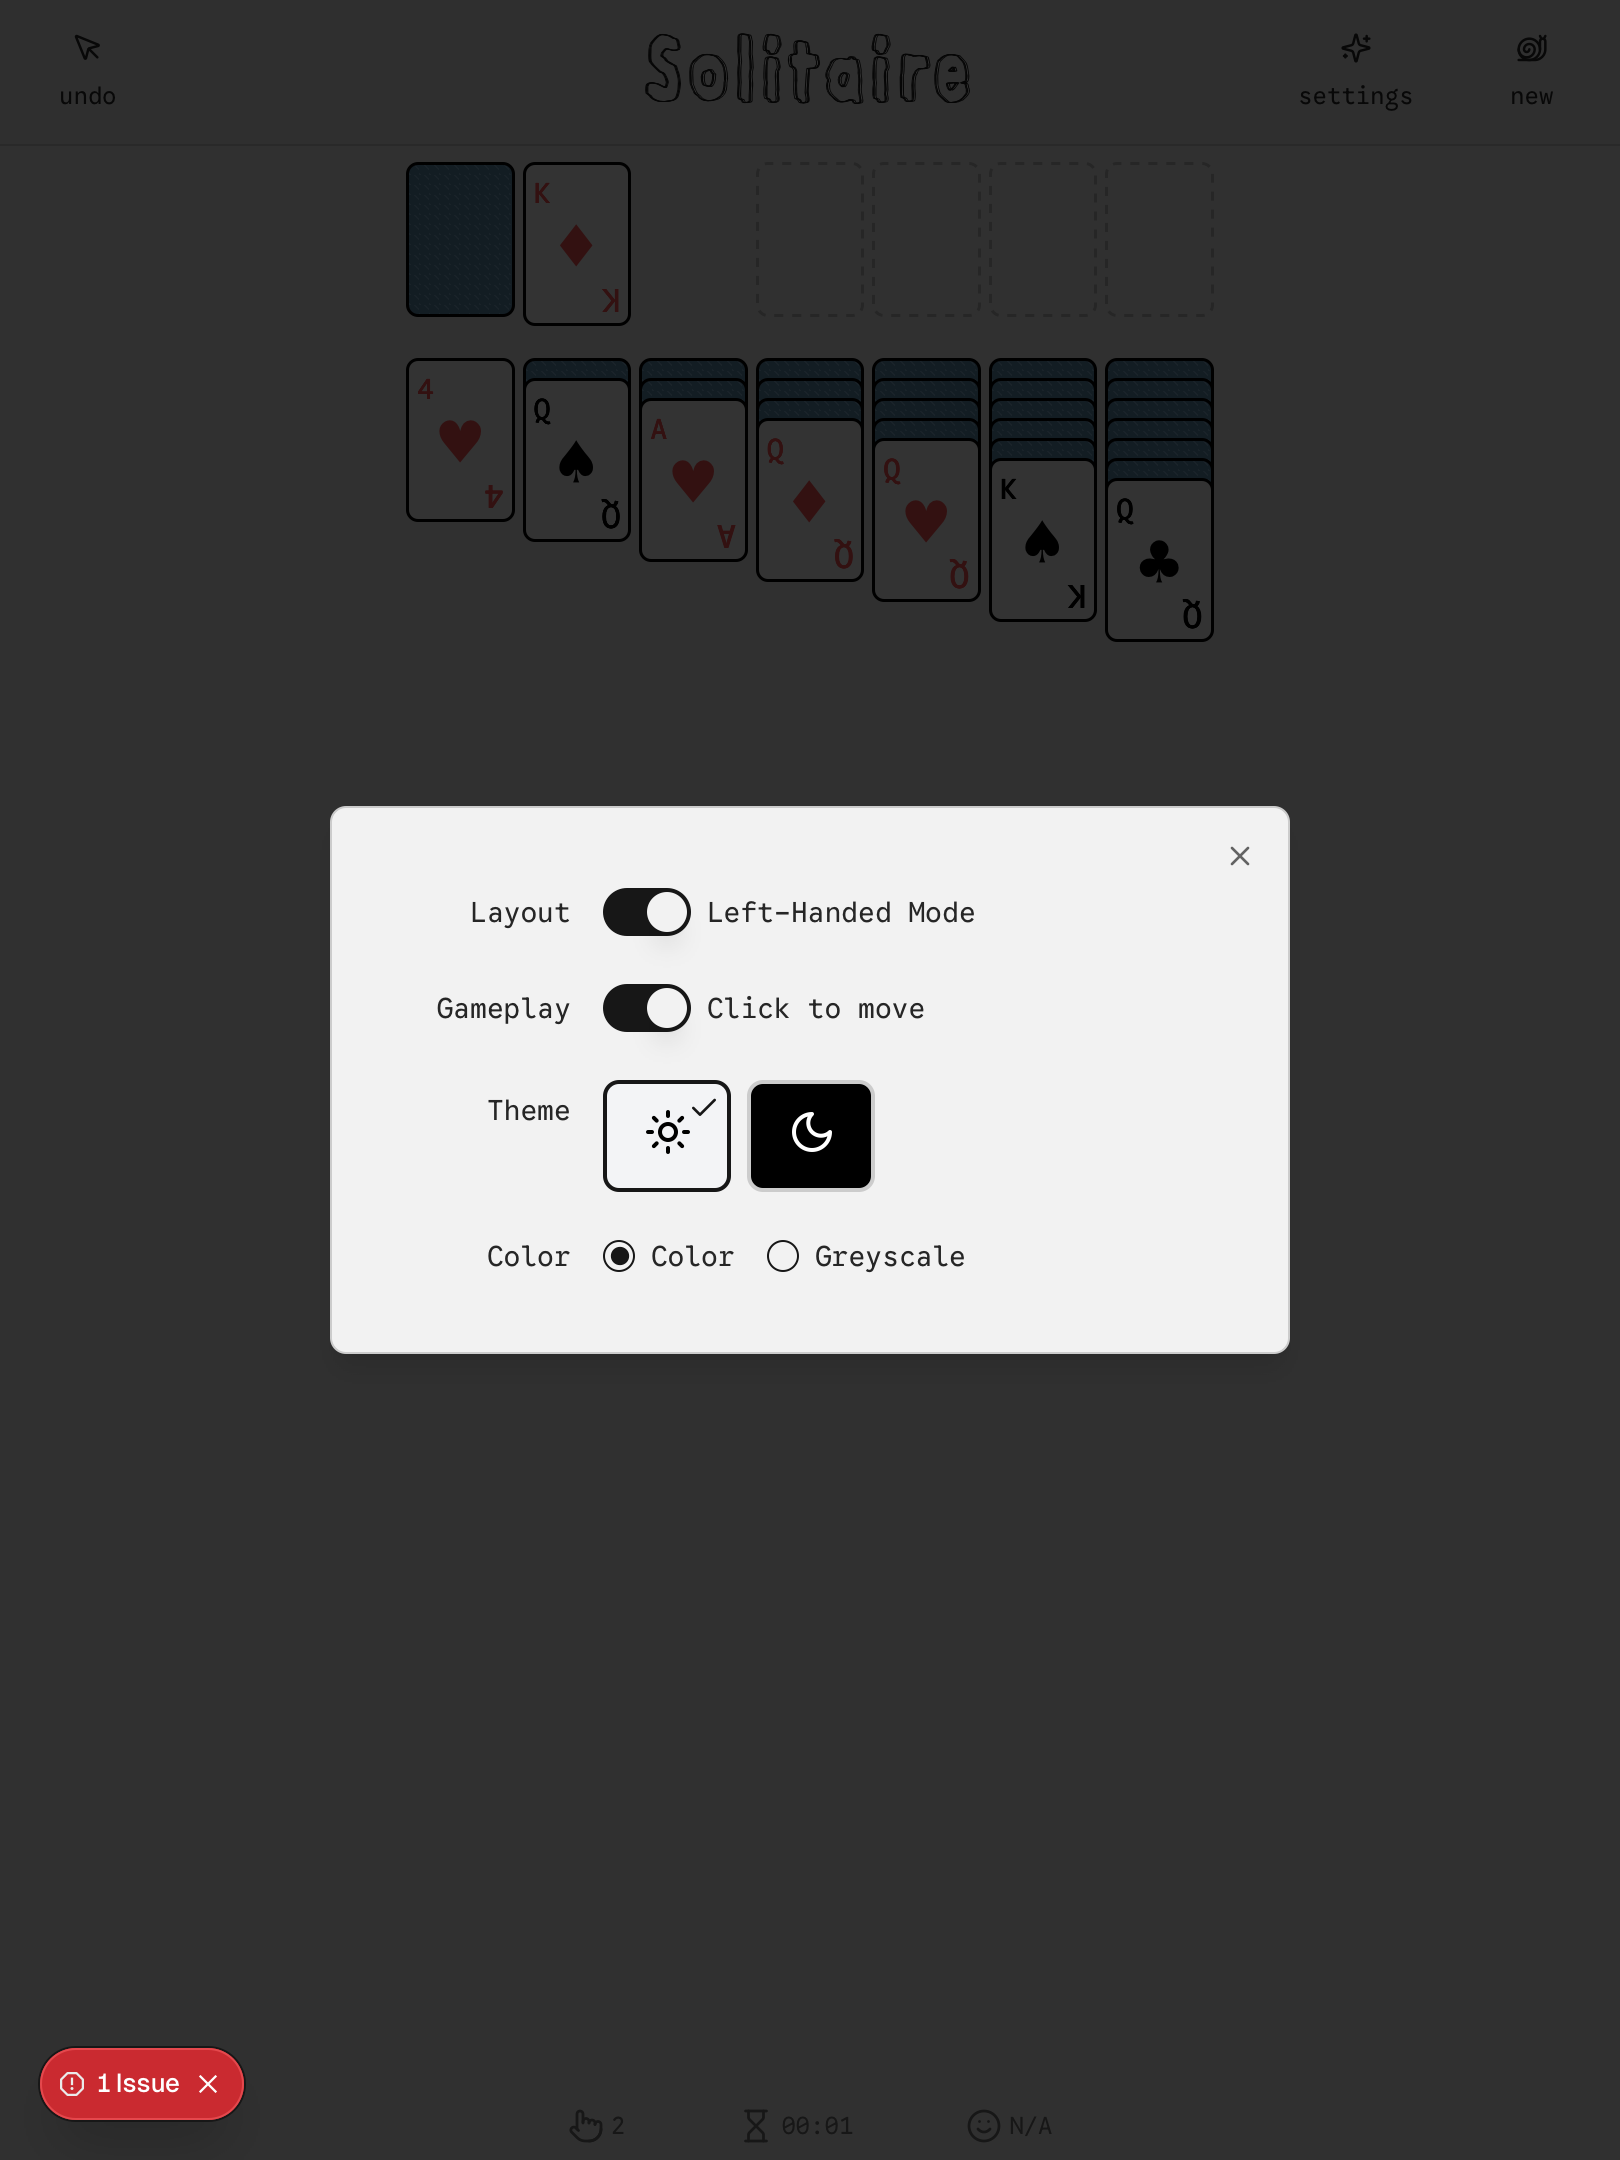 Solitaire
undo
settings
new
K
K
4
4
Q
Q
A
A
Q
Q
Q
Q
K
K
Q
Q
Layout
Left-Handed Mode
Gameplay
Click to move
Theme
Color
Color
Greyscale
1 Issue
2
00:01
N/A